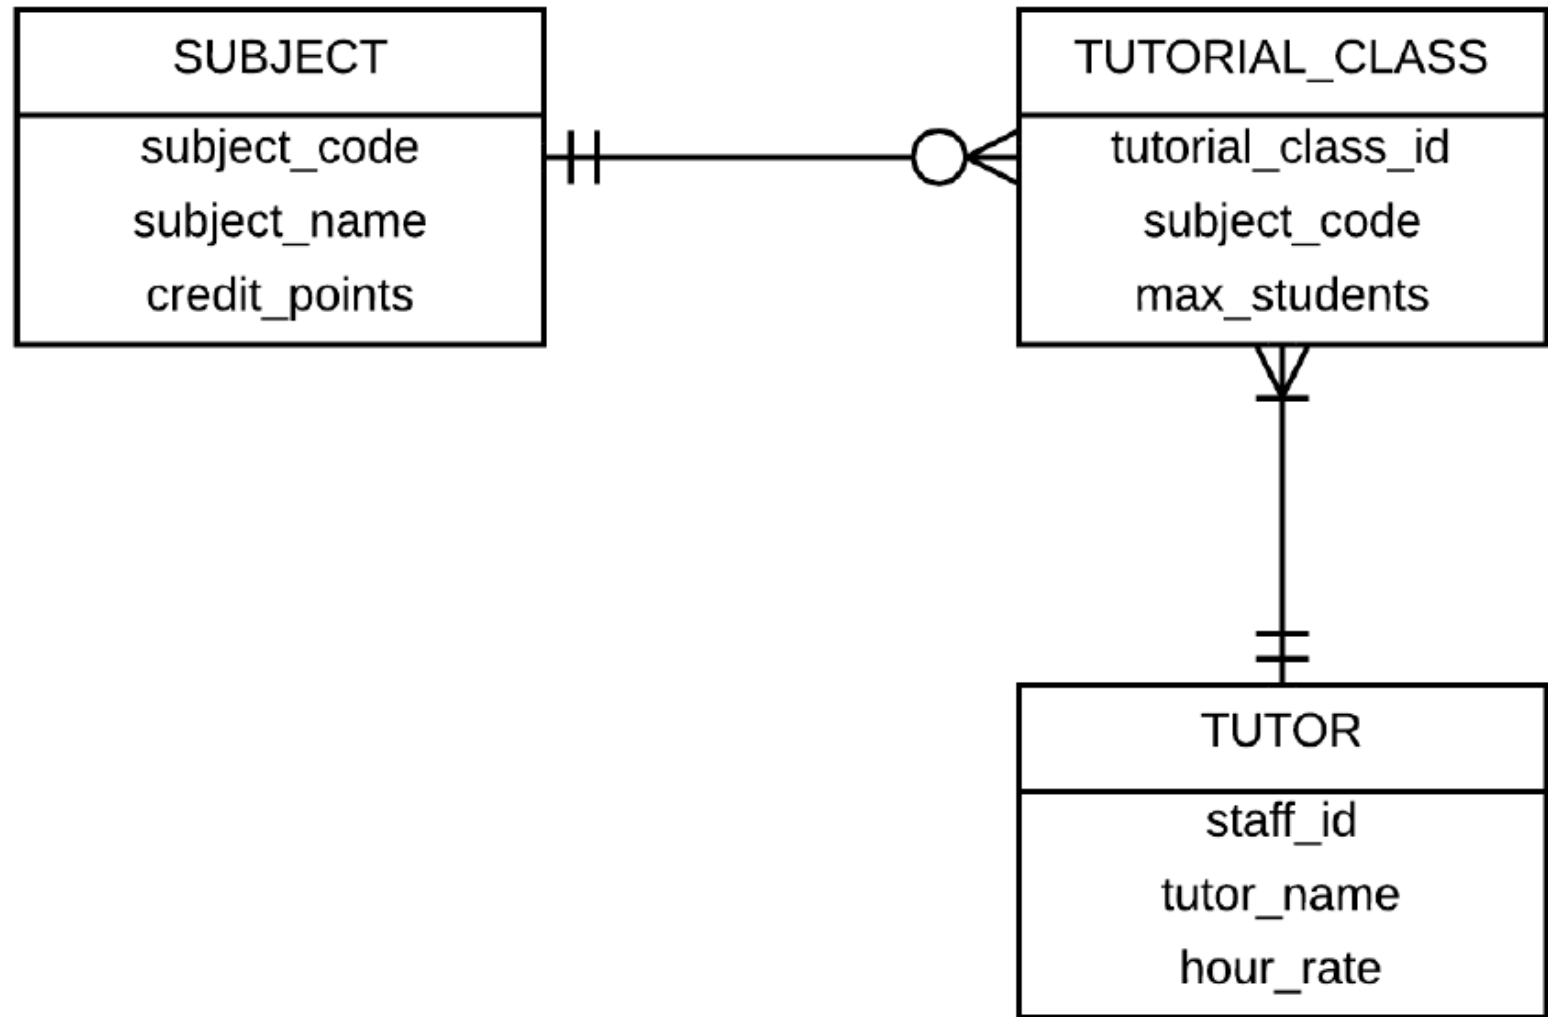 SUBJECT
subject_code
subject_name
credit_points
TUTORIAL_CLASS
tutorial_class_id
subject_code
max_students
TUTOR
staff_id
tutor_name
hour_rate